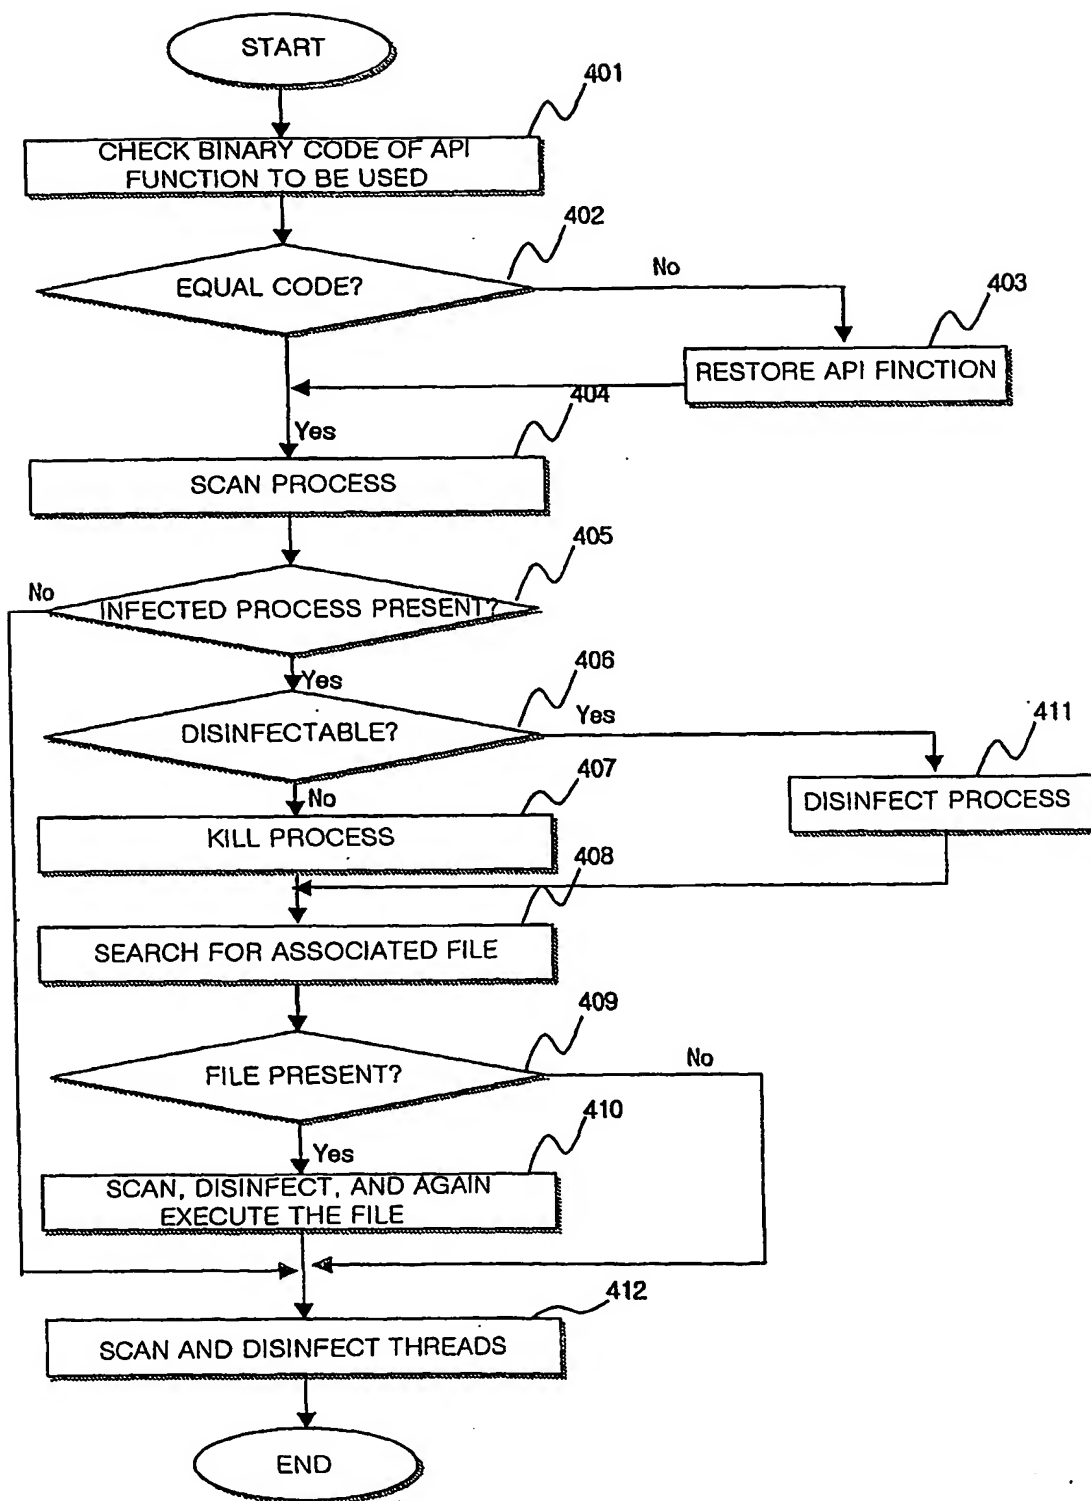 START
401
CHECK BINARY CODE OF API
FUNCTION TO BE USED
402
EQUAL CODE?
No
403
RESTORE API FINCTION
404
Yes
SCAN PROCESS
405
No
INFECTED PROCESS PRESENT?
Yes
406
DISINFECTABLE?
Yes
411
No
407
DISINFECT PROCESS
KILL PROCESS
408
SEARCH FOR ASSOCIATED FILE
409
FILE PRESENT?
No
Yes
410
SCAN, DISINFECT, AND AGAIN
EXECUTE THE FILE
412
SCAN AND DISINFECT THREADS
END